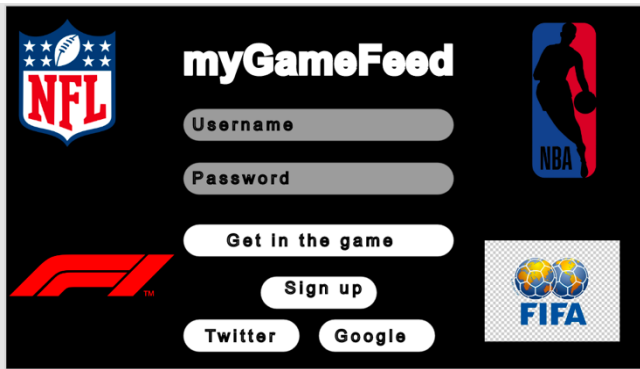 NFL
myGameFeed
NBA
Username
Password
Get in the game
Sign up
TM
FIFA
Twitter
Google